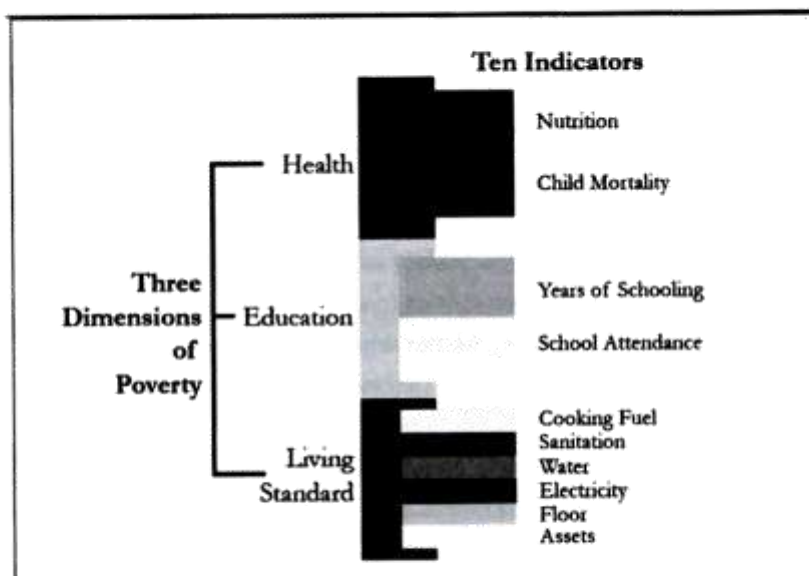 Ten Indicators
Nutrition
Health
Child Mortality
Three
Dimensions
of
Poverty
Education
Years of Schooling
School Attendance
Living
Standard
Cooking Fuel
Sanitation
Water
Electricity
Floor
Assets